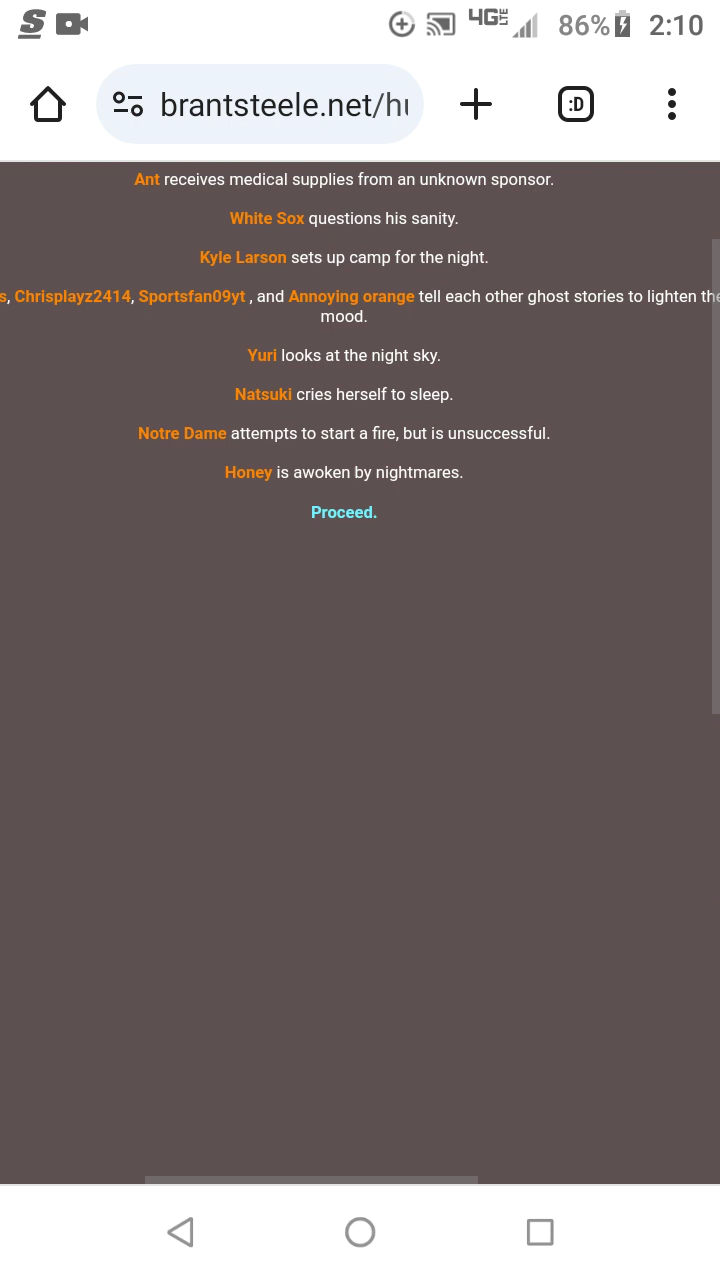 86% 2:10
brantsteele.net/hu
:D
Ant receives medical supplies from an unknown sponsor.
White Sox questions his sanity.
Kyle Larson sets up camp for the night.
s, Chrisplayz2414, Sportsfan09yt , and Annoying orange tell each other ghost stories to lighten the
mood.
Yuri looks at the night sky.
Natsuki cries herself to sleep.
Notre Dame attempts to start a fire, but is unsuccessful.
Honey is awoken by nightmares.
Proceed.